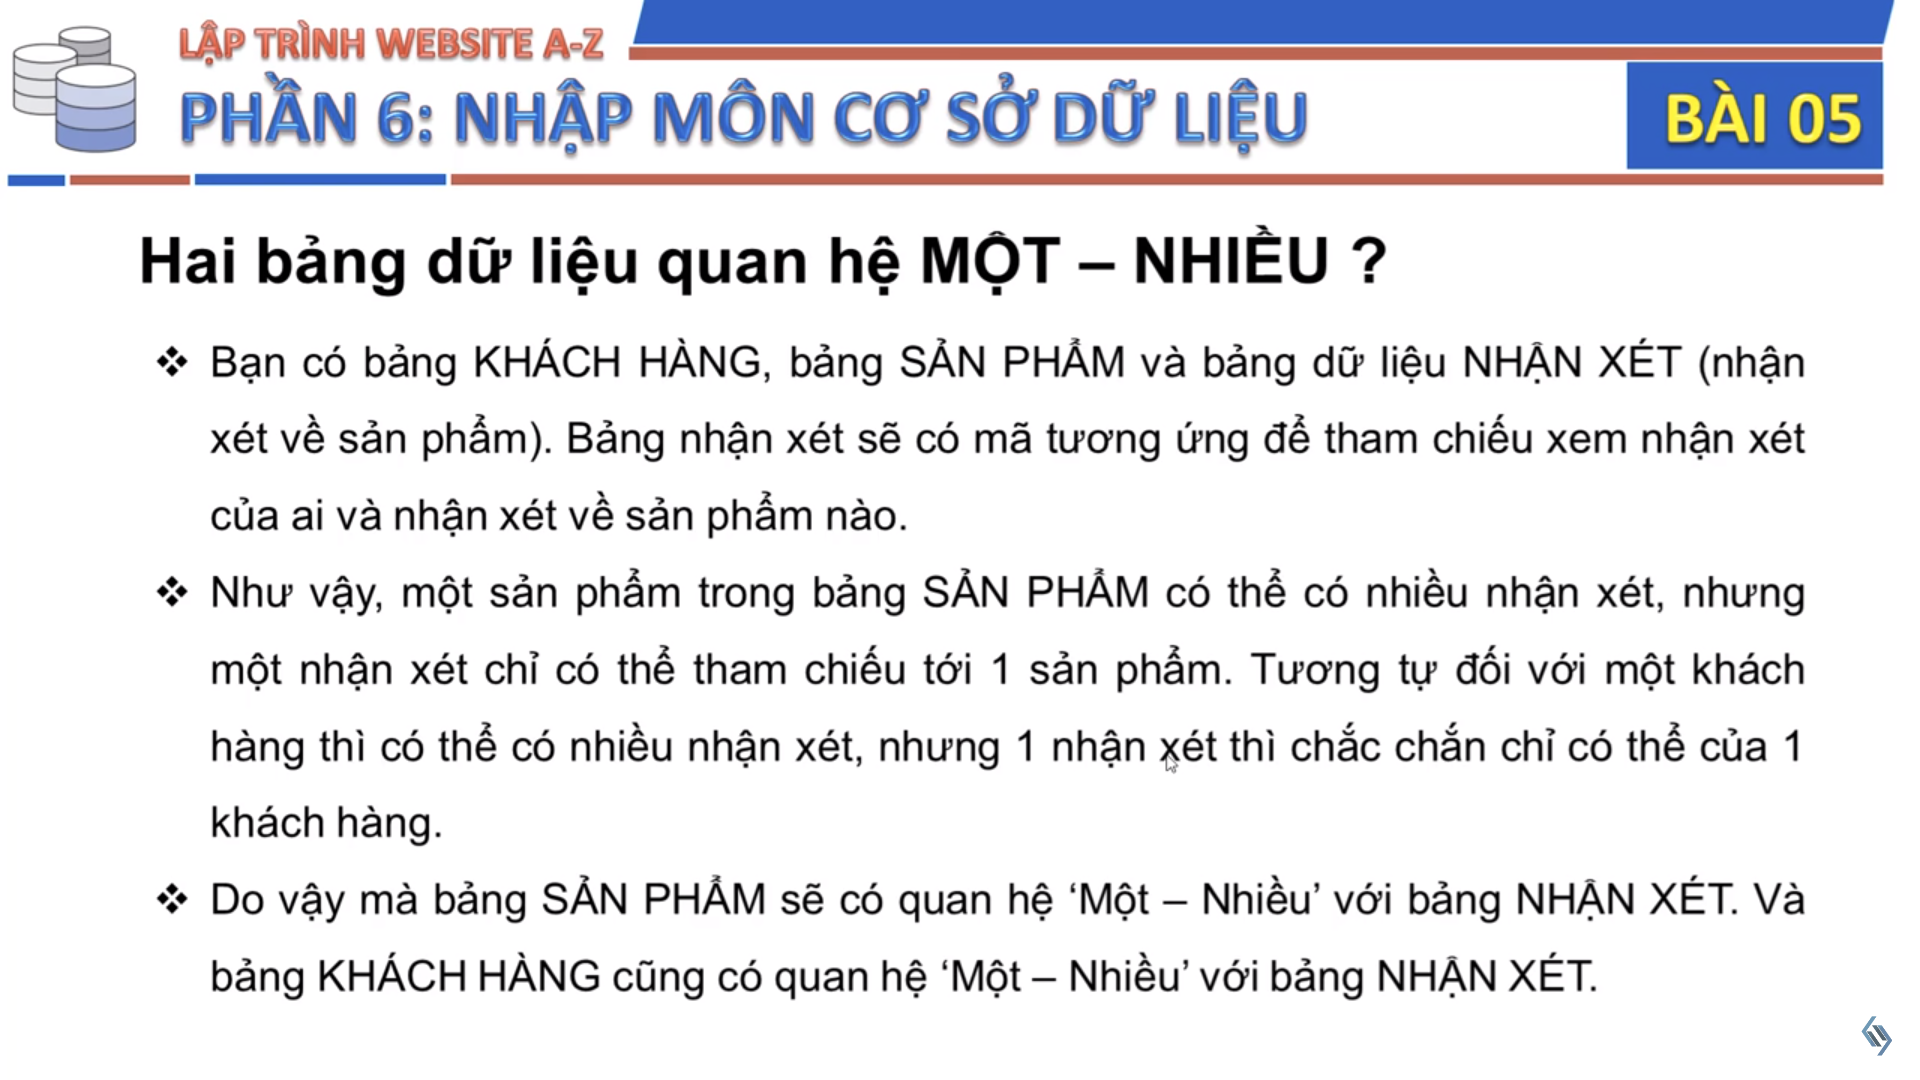 LẬP TRÌNH WEBSITE A-Z
PHẦN 6: NHẬP MÔN CƠ SỞ DỮ LIỆU
BÀI 05
Hai bảng dữ liệu quan hệ MỘT – NHIỀU ?
❖ Bạn có bảng KHÁCH HÀNG, bảng SẢN PHẨM và bảng dữ liệu NHẬN XÉT (nhận
xét về sản phẩm). Bảng nhận xét sẽ có mã tương ứng để tham chiếu xem nhận xét
của ai và nhận xét về sản phẩm nào.
❖ Như vậy, một sản phẩm trong bảng SẢN PHẨM có thể có nhiều nhận xét, nhưng
một nhận xét chỉ có thể tham chiếu tới 1 sản phẩm. Tương tự đối với một khách
hàng thì có thể có nhiều nhận xét, nhưng 1 nhận xét thì chắc chắn chỉ có thể của 1
khách hàng.
❖ Do vậy mà bảng SẢN PHẨM sẽ có quan hệ ‘Một – Nhiều’ với bảng NHẬN XÉT. Và
bảng KHÁCH HÀNG cũng có quan hệ ‘Một – Nhiều’ với bảng NHẬN XÉT.